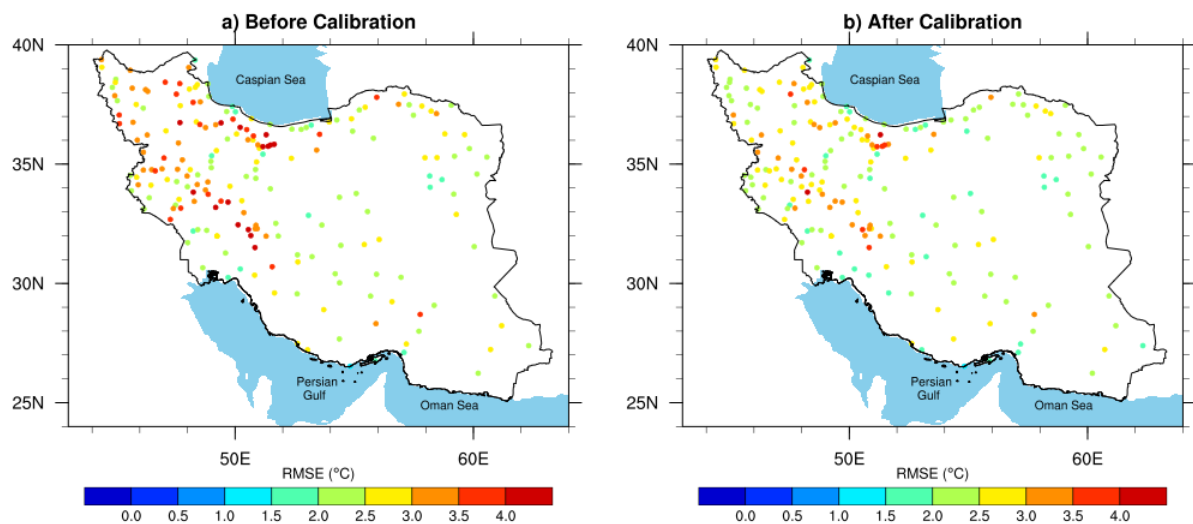 a) Before Calibration
40N
35N
30N
25N
50E
60E
Caspian Sea
Persian
Gulf
Oman Sea
RMSE (°C)
0.0 0.5 1.0 1.5 2.0 2.5 3.0 3.5 4.0
b) After Calibration
40N
35N
30N
25N
50E
60E
Caspian Sea
Persian
Gulf
Oman Sea
RMSE (°C)
0.0 0.5 1.0 1.5 2.0 2.5 3.0 3.5 4.0